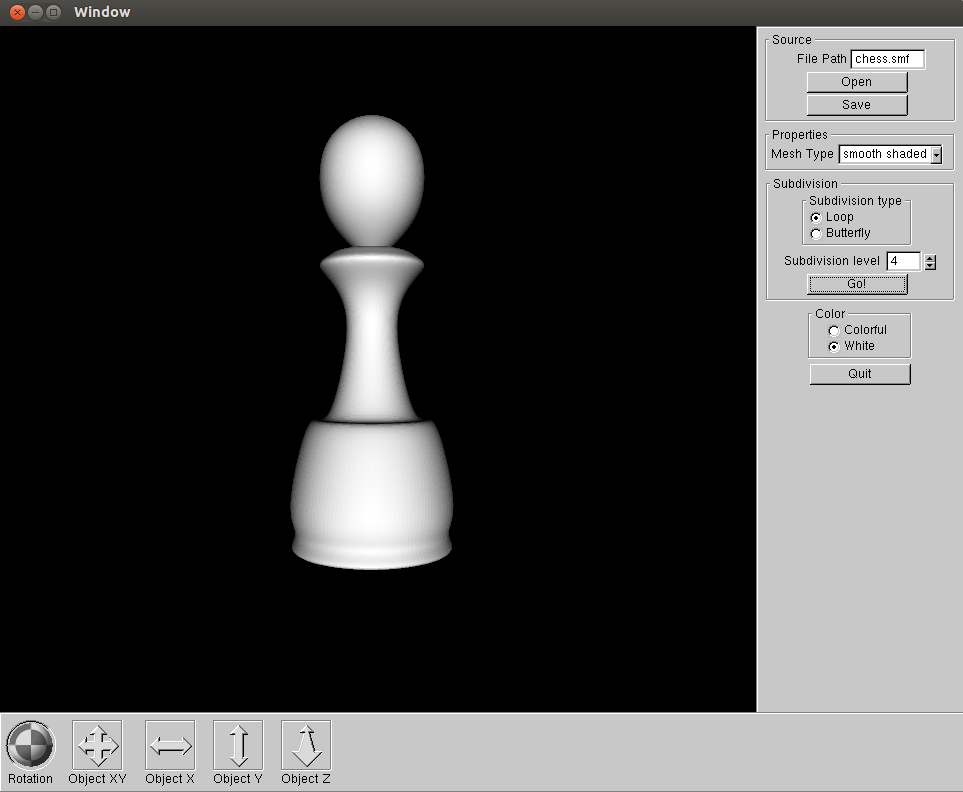 Window
Source
File Path chess.smf
Open
Save
Properties
Mesh Type smooth shaded
Subdivision
Subdivision type
Loop
Butterfly
Subdivision level 4
Go!
Color
Colorful
White
Quit
Rotation Object XY Object X Object Y Object Z